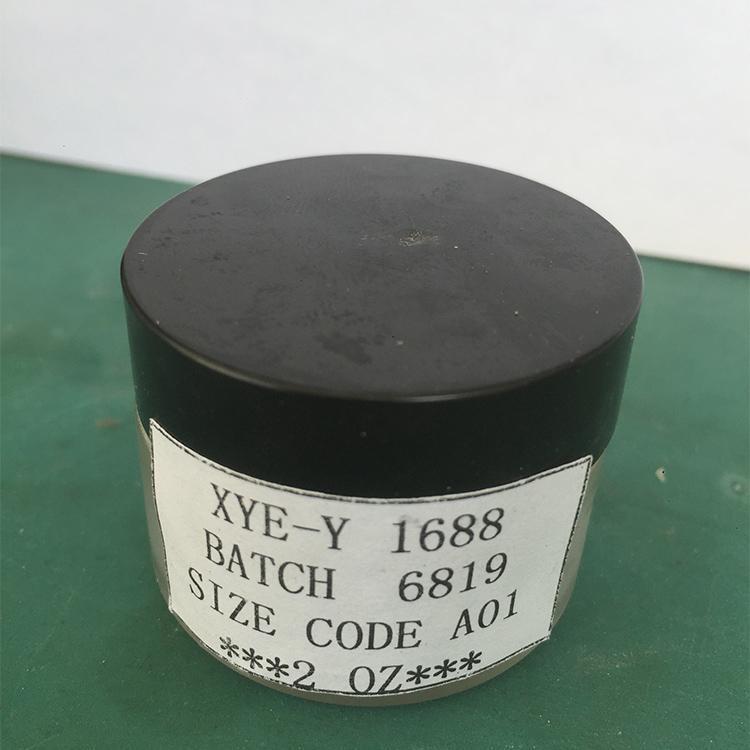 XYE-Y 1688
BATCH 6819
SIZE CODE A01
***2 OZ***